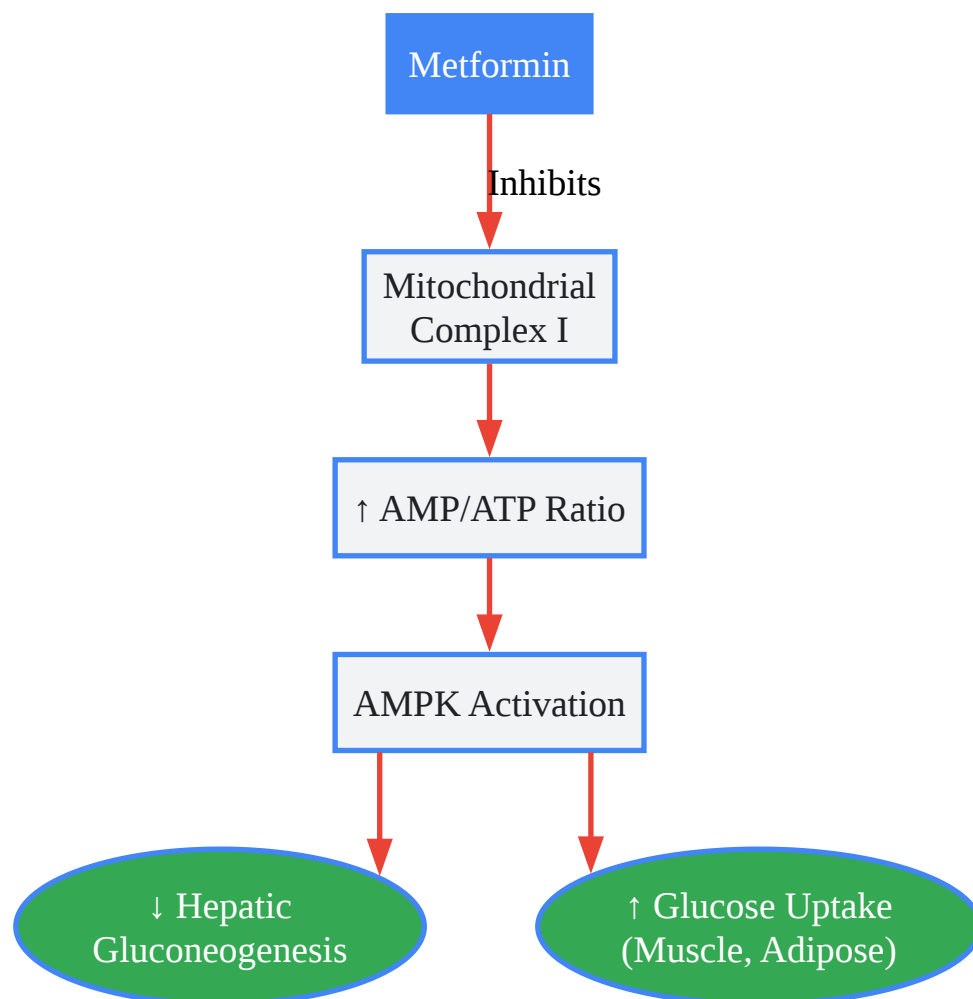 Metformin
Inhibits
Mitochondrial
Complex I
↑ AMP/ATP Ratio
AMPK Activation
↓ Hepatic
Gluconeogenesis
↑ Glucose Uptake
(Muscle, Adipose)